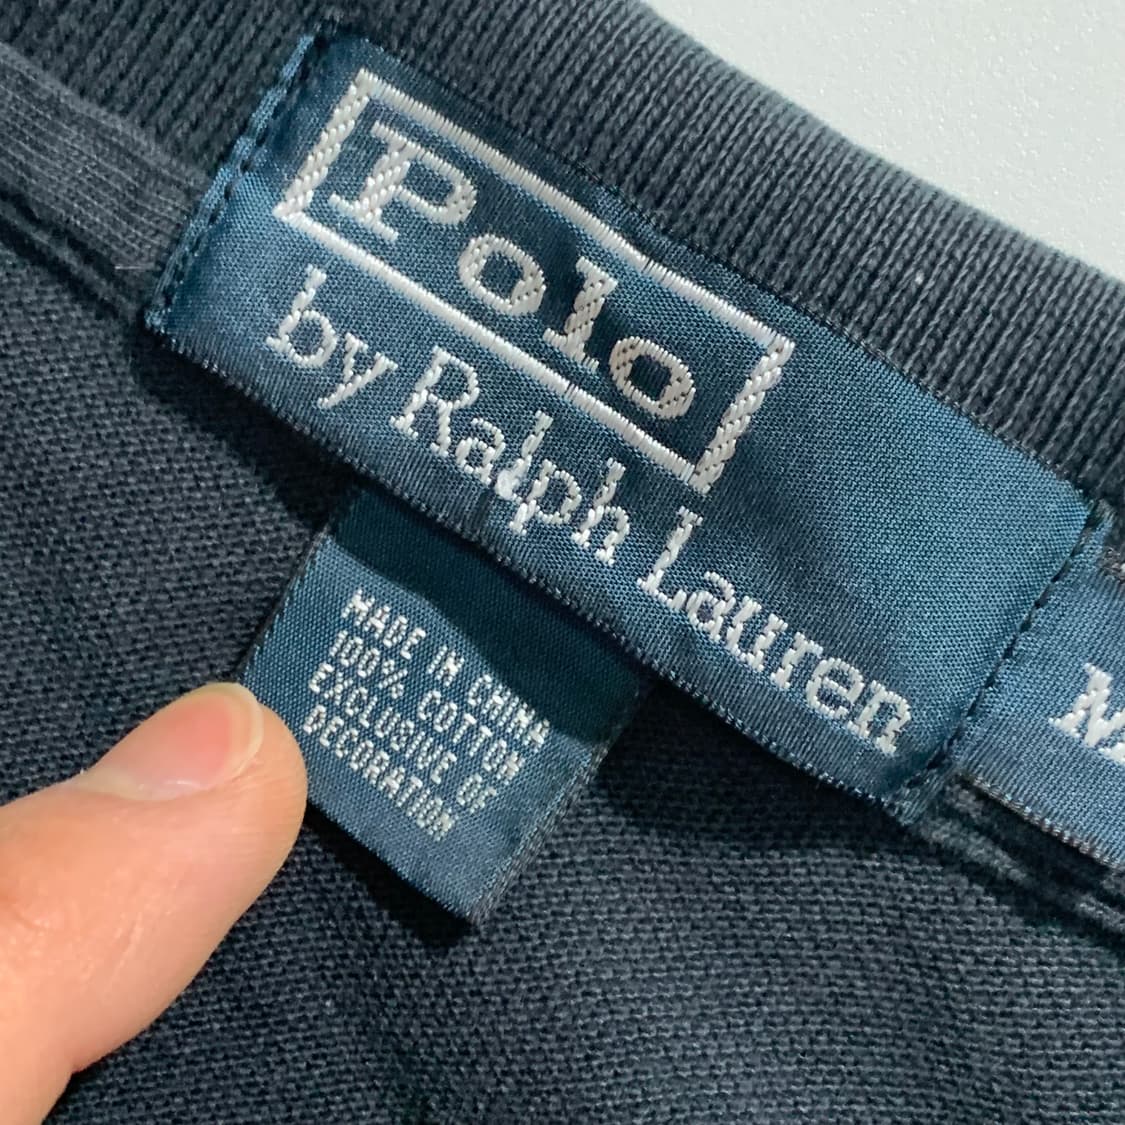 Polo
by Ralph Lauren
MADE IN CHINA
100% COTTON
EXCLUSIVE OF
DECORATION